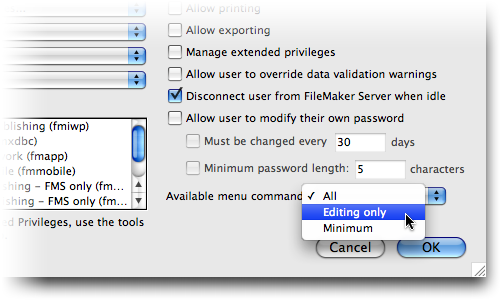 Allow printing
Allow exporting
Manage extended privileges
Allow user to override data validation warnings
Disconnect user from FileMaker Server when idle
Allow user to modify their own password
Must be changed every 30 days
Minimum password length: 5 characters
Available menu command
All
Editing only
Minimum
Cancel OK
blishing (fmiwp)
nxdbc)
ork (fmapp)
le (fmmobile)
shing – FMS only (fm...
ning – FMS only (fm...
d Privileges, use the tools